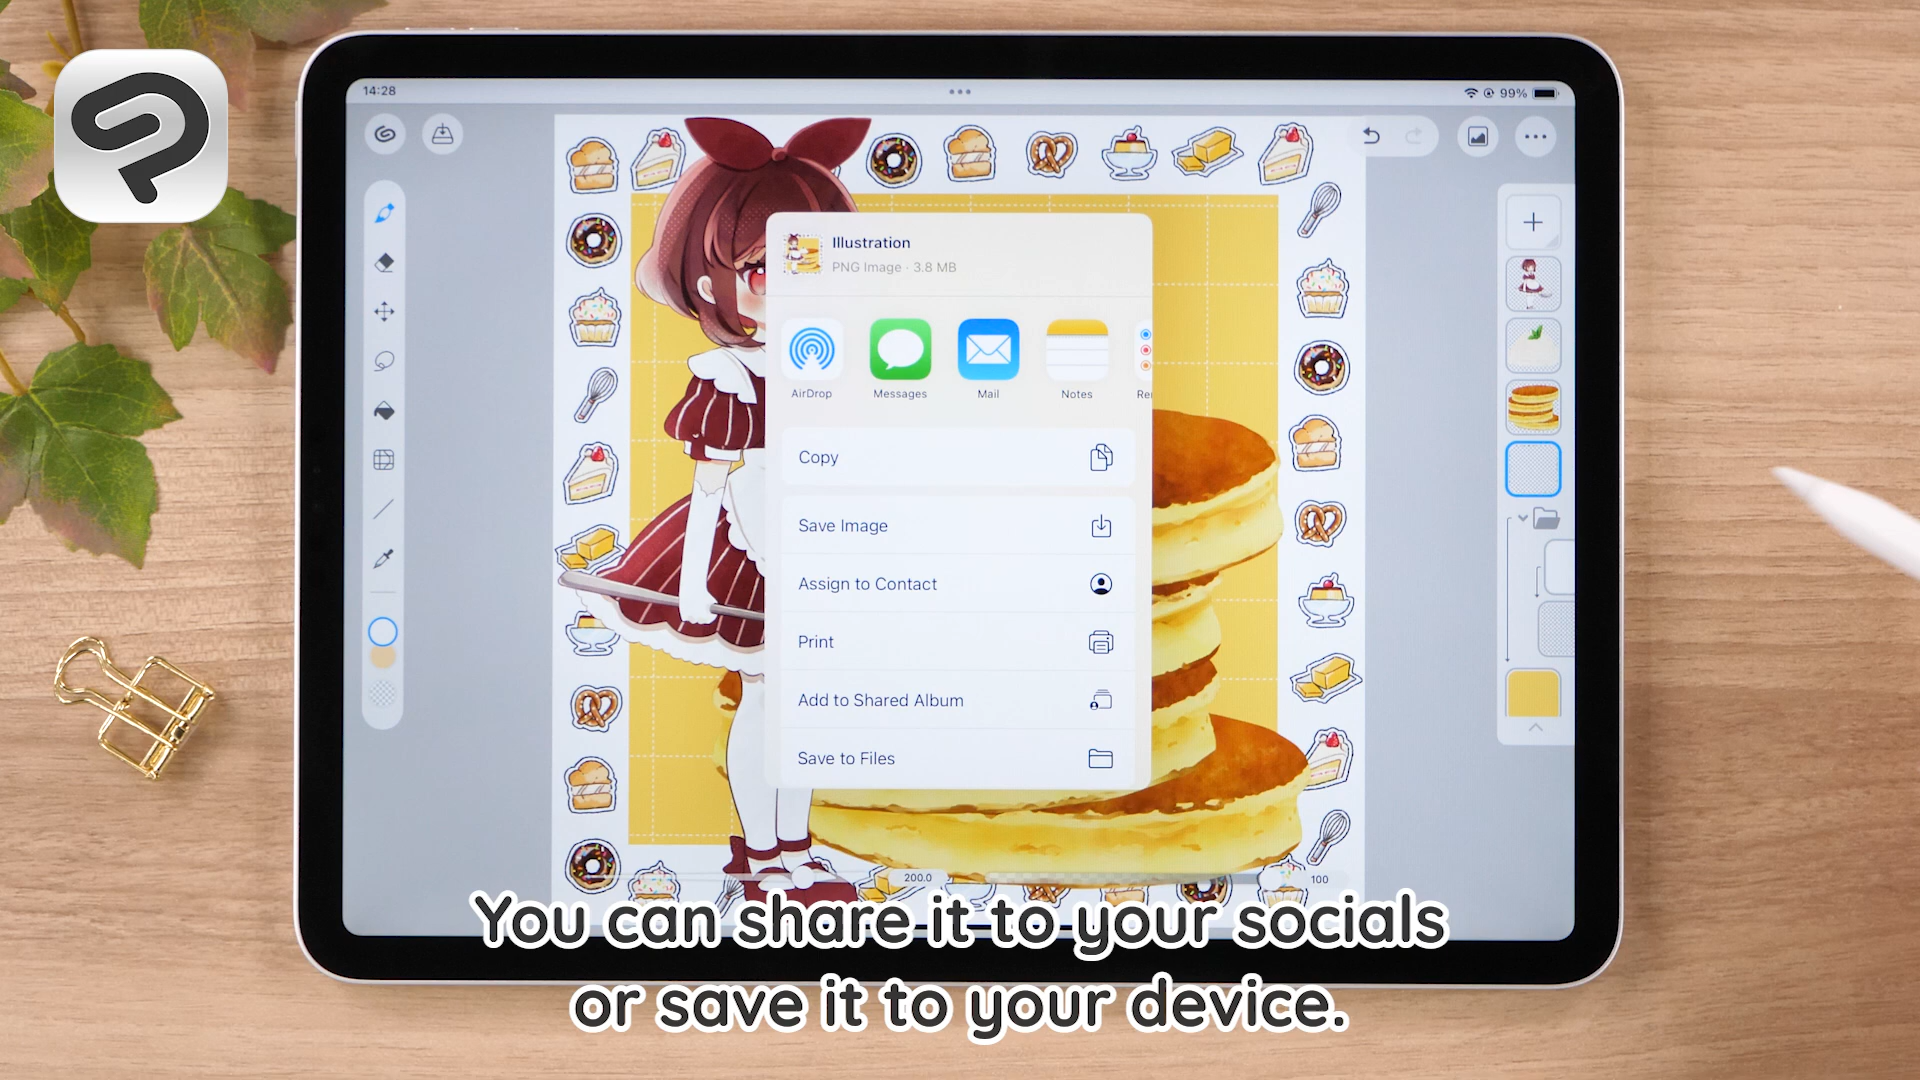 14:28
99%
Illustration
PNG Image · 3.8 MB
AirDrop
Messages
Mail
Notes
Copy
Save Image
Assign to Contact
Print
Add to Shared Album
Save to Files
200.0
100
You can share it to your socials
or save it to your device.